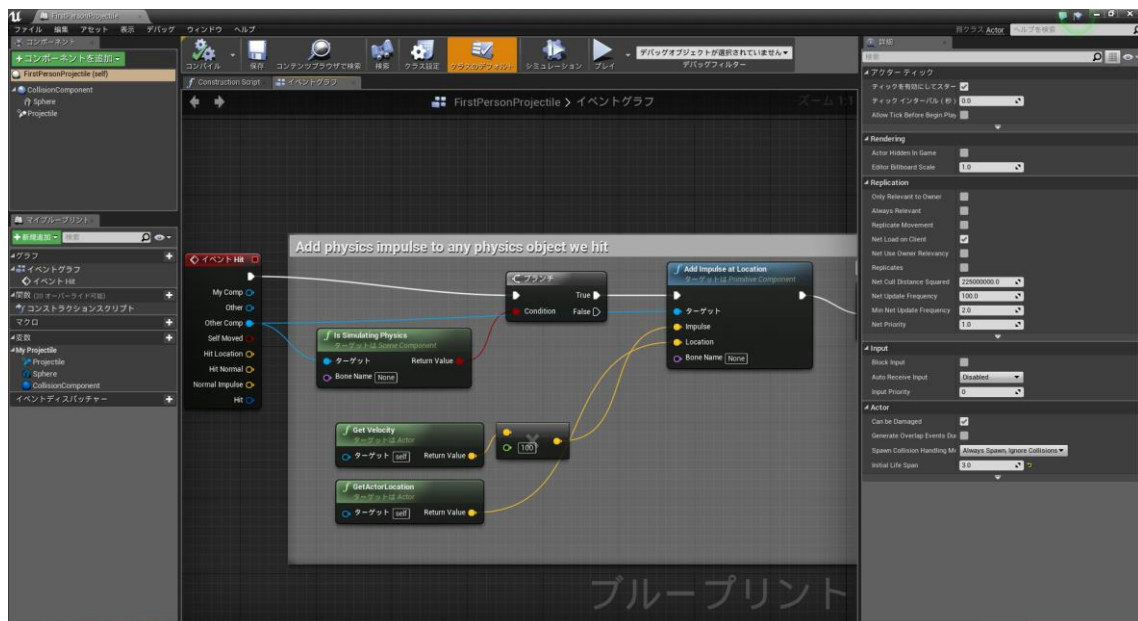 FirstPersonProjectile
ファイル 編集 アセット 表示 デバッグ ウィンドウ ヘルプ
親クラス Actor ヘルプを検索
コンポーネント
+コンポーネントを追加
FirstPersonProjectile (self)
CollisionComponent
Sphere
Projectile
コンパイル 保存 コンテンツブラウザで検索 検索 クラス設定 クラスのデフォルト シミュレーション プレイ
デバッグオブジェクトが選択されていません
デバッグフィルター
Construction Script イベントグラフ
FirstPersonProjectile > イベントグラフ
ズーム 1:1
マイブループリント
+新規追加 検索
グラフ
イベントグラフ
イベント Hit
関数 (20 オーバーライド可能)
コンストラクションスクリプト
マクロ
変数
My Projectile
Projectile
Sphere
CollisionComponent
イベントディスパッチャー
Add physics impulse to any physics object we hit
イベント Hit
My Comp
Other
Other Comp
Self Moved
Hit Location
Hit Normal
Normal Impulse
Hit
Is Simulating Physics
ターゲットは Scene Component
ターゲット Return Value
Bone Name None
ブランチ
True
Condition False
Add Impulse at Location
ターゲットは Primitive Component
ターゲット
Impulse
Location
Bone Name None
Get Velocity
ターゲットは Actor
ターゲット self Return Value
100
GetActorLocation
ターゲットは Actor
ターゲット self Return Value
ブループリント
詳細
検索
アクター ティック
ティックを有効にしてスター
ティック インターバル ( 秒 ) 0.0
Allow Tick Before Begin Play
Rendering
Actor Hidden In Game
Editor Billboard Scale 1.0
Replication
Only Relevant to Owner
Always Relevant
Replicate Movement
Net Load on Client
Net Use Owner Relevancy
Replicates
Net Cull Distance Squared 225000000.0
Net Update Frequency 100.0
Min Net Update Frequency 2.0
Net Priority 1.0
Input
Block Input
Auto Receive Input Disabled
Input Priority 0
Actor
Can be Damaged
Generate Overlap Events Du
Spawn Collision Handling M Always Spawn, Ignore Collisions
Initial Life Span 3.0